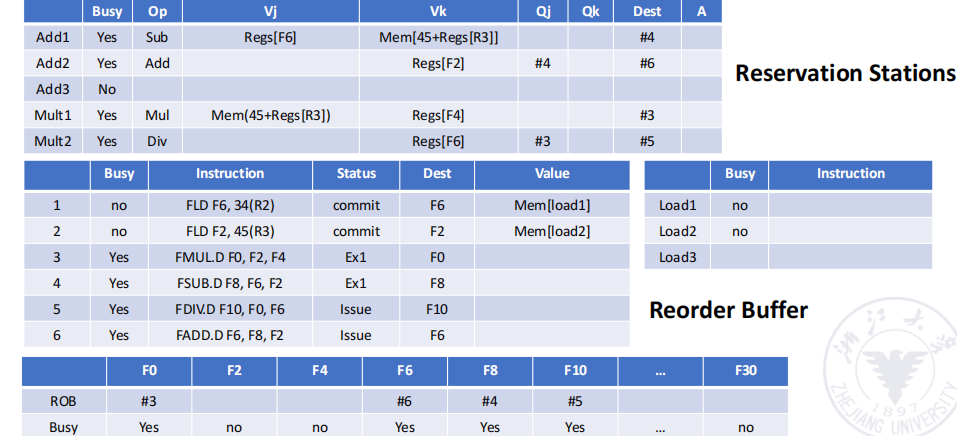 Busy Op Vj Vk Qj Qk Dest A
Add1 Yes Sub Regs[F6] Mem[45+Regs[R3]] #4
Add2 Yes Add Regs[F2] #4 #6
Add3 No
Mult1 Yes Mul Mem(45+Regs[R3]) Regs[F4] #3
Mult2 Yes Div Regs[F6] #3 #5
Reservation Stations
Busy Instruction Status Dest Value
1 no FLD F6, 34(R2) commit F6 Mem[load1]
2 no FLD F2, 45(R3) commit F2 Mem[load2]
3 Yes FMUL.D F0, F2, F4 Ex1 F0
4 Yes FSUB.D F8, F6, F2 Ex1 F8
5 Yes FDIV.D F10, F0, F6 Issue F10
6 Yes FADD.D F6, F8, F2 Issue F6
Busy Instruction
Load1 no
Load2 no
Load3
Reorder Buffer
F0 F2 F4 F6 F8 F10 ... F30
ROB #3 #6 #4 #5
Busy Yes no no Yes Yes Yes ... no
浙江大学
1897
ZHEJIANG UNIVERSITY